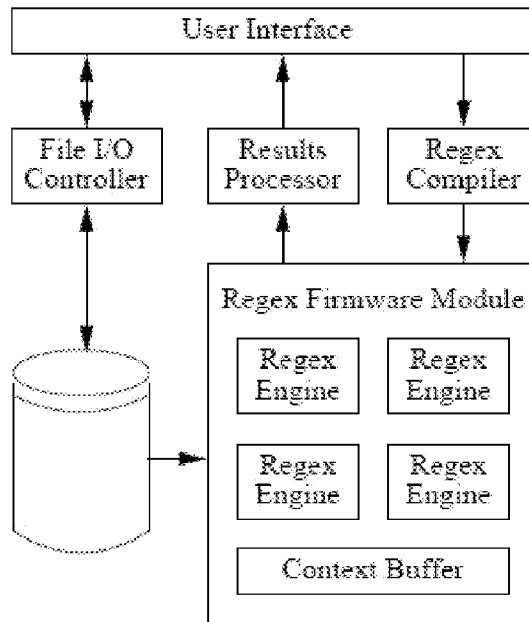 User Interface
File I/O
Controller
Results
Processor
Regex
Compiler
Regex Firmware Module
Regex
Engine
Regex
Engine
Regex
Engine
Regex
Engine
Context Buffer